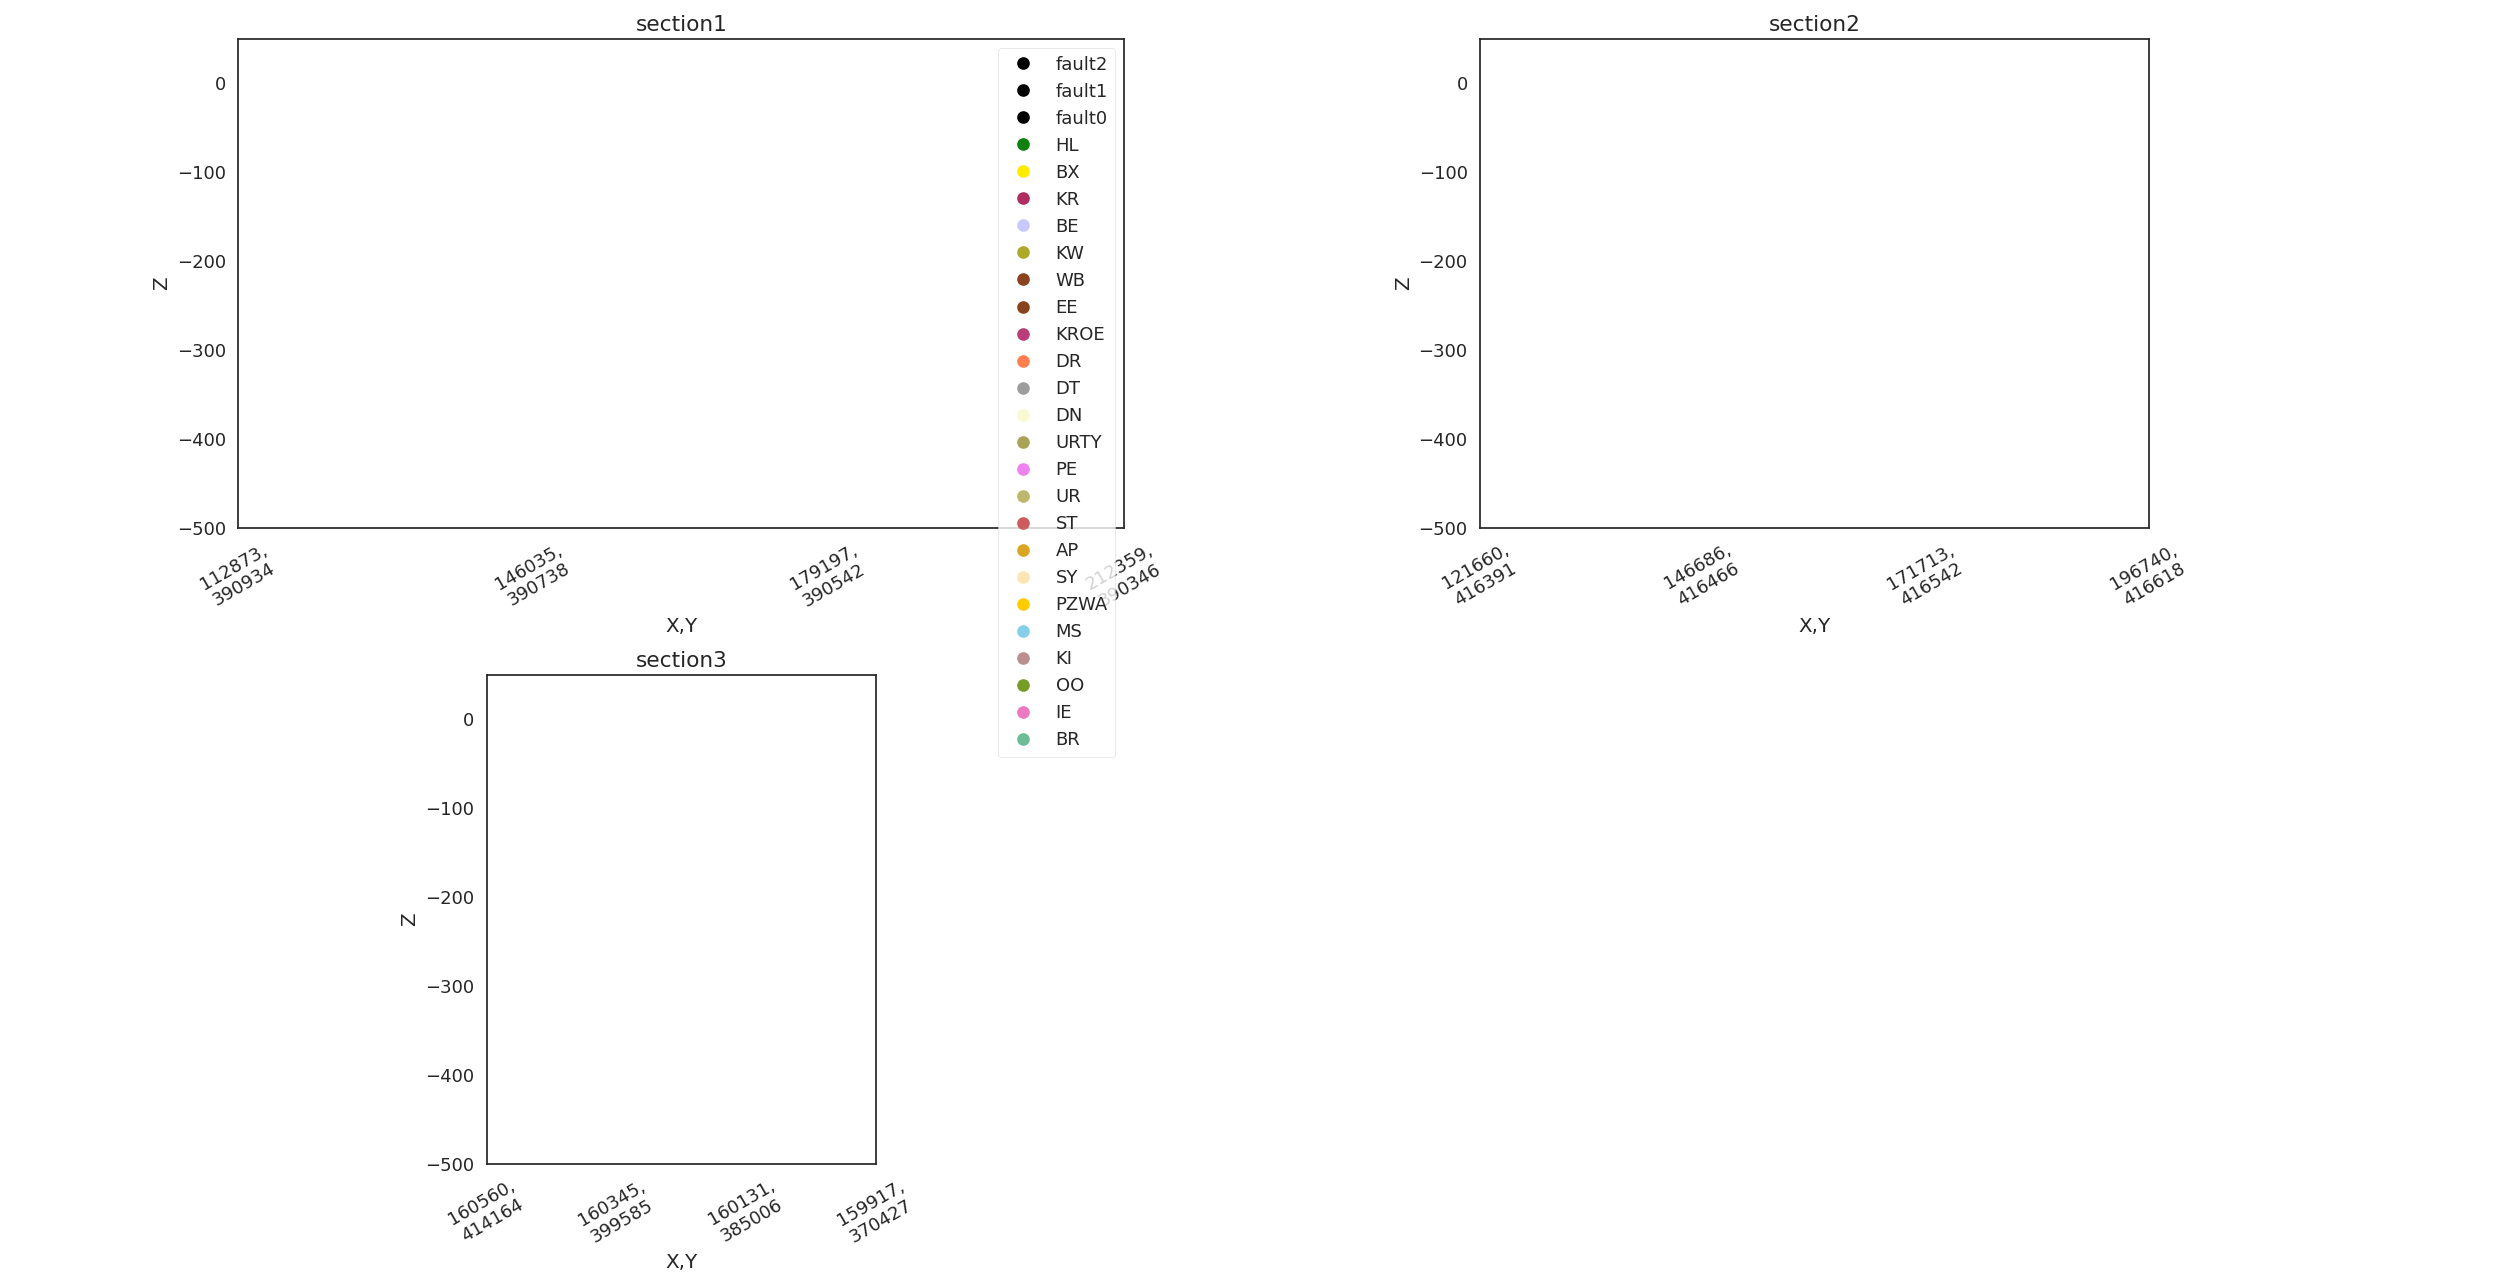 section1
0
−100
−200
−300
−400
−500
Z
112873,
390934
146035,
390738
179197,
390542
212359,
390346
X,Y
fault2
fault1
fault0
HL
BX
KR
BE
KW
WB
EE
KROE
DR
DT
DN
URTY
PE
UR
ST
AP
SY
PZWA
MS
KI
OO
IE
BR
section2
0
−100
−200
−300
−400
−500
Z
121660,
416391
146686,
416466
171713,
416542
196740,
416618
X,Y
section3
0
−100
−200
−300
−400
−500
Z
160560,
414164
160345,
399585
160131,
385006
159917,
370427
X,Y